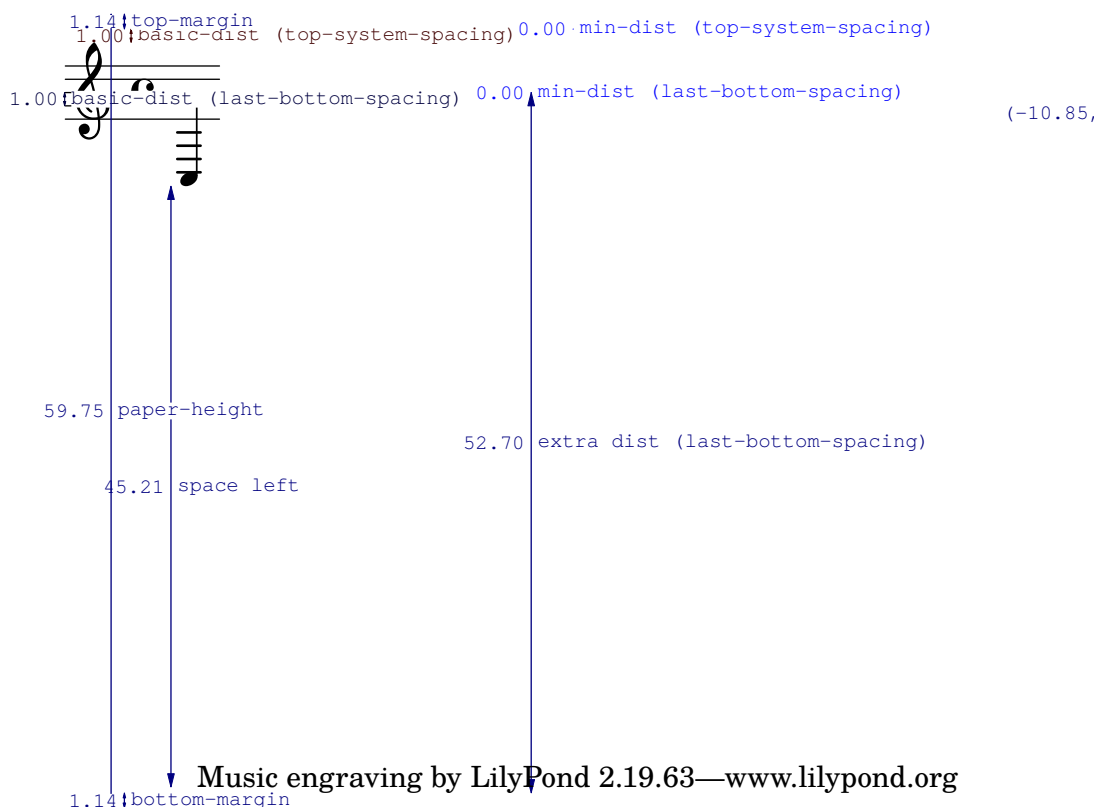 1.14 top-margin
1.00 basic-dist (top-system-spacing) 0.00 min-dist (top-system-spacing)
1.00 basic-dist (last-bottom-spacing) 0.00 min-dist (last-bottom-spacing)
(-10.85,
59.75 paper-height
52.70 extra dist (last-bottom-spacing)
45.21 space left
Music engraving by LilyPond 2.19.63—www.lilypond.org
1.14 bottom-margin